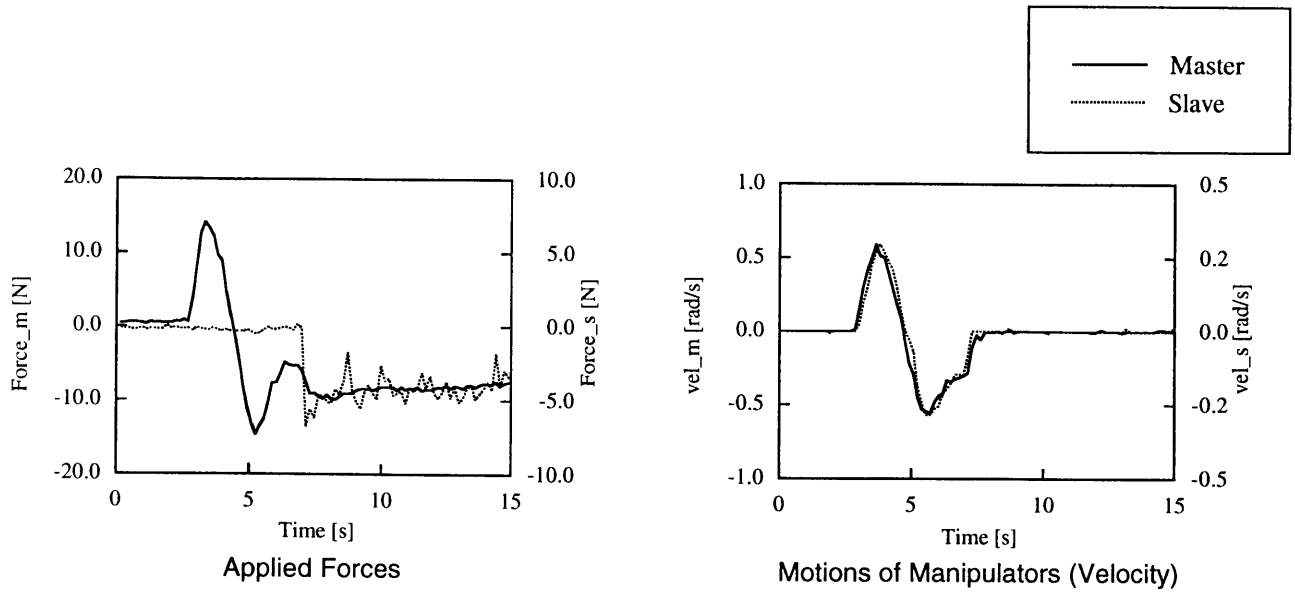 Master
Slave
20.0
10.0
0.0
-10.0
-20.0
Force_m [N]
10.0
5.0
0.0
-5.0
-10.0
Force_s [N]
0
5
10
15
Time [s]
Applied Forces
1.0
0.5
0.0
-0.5
-1.0
vel_m [rad/s]
0.5
0.2
0.0
-0.2
-0.5
vel_s [rad/s]
0
5
10
15
Time [s]
Motions of Manipulators (Velocity)